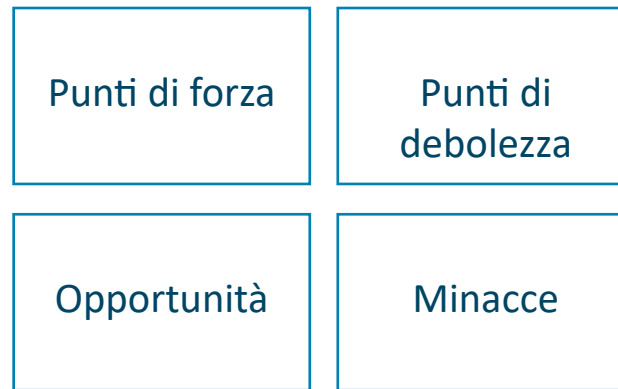 Punti di forza
Punti di
debolezza
Opportunità
Minacce